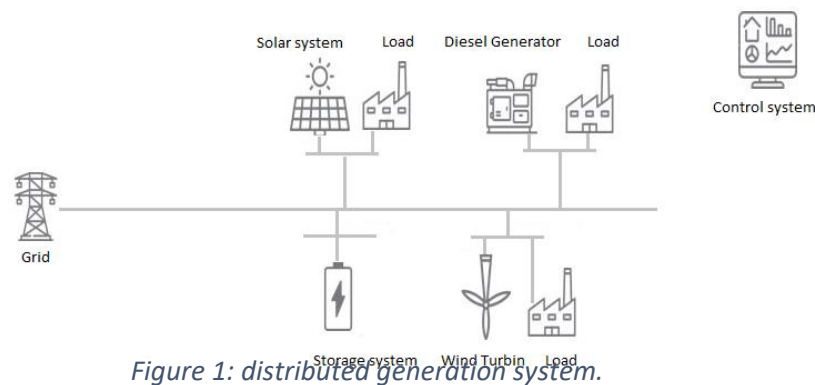 Solar system Load Diesel Generator Load
Control system
Grid
Storage system Wind Turbin Load
Figure 1: distributed generation system.